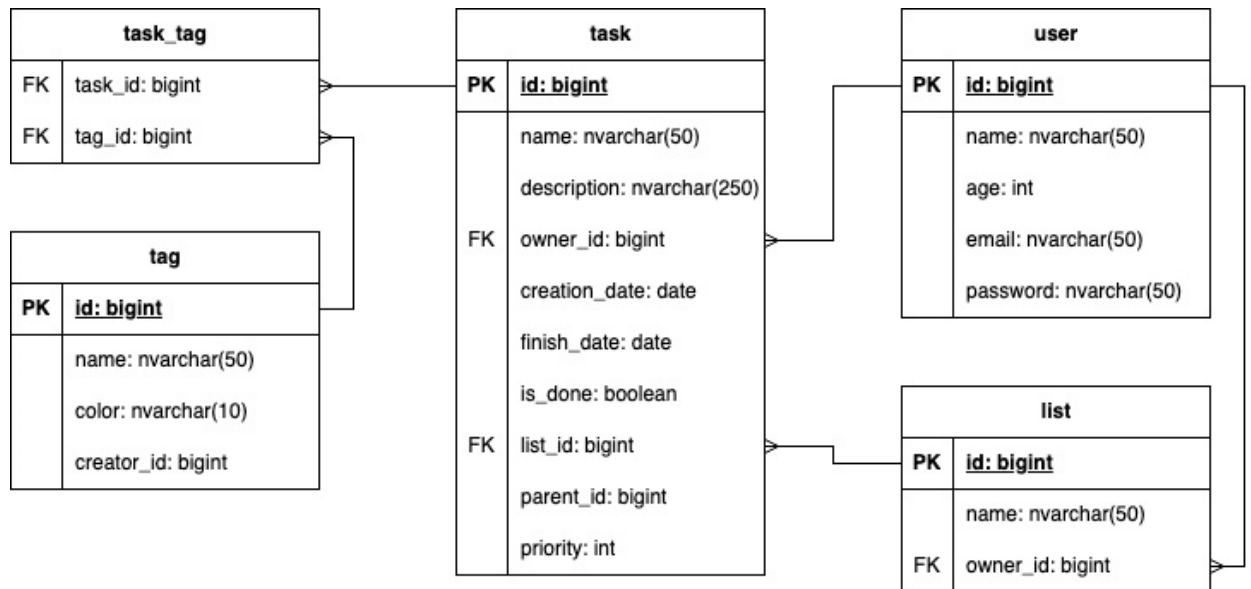 task_tag
FK task_id: bigint
FK tag_id: bigint
tag
PK id: bigint
name: nvarchar(50)
color: nvarchar(10)
creator_id: bigint
task
PK id: bigint
name: nvarchar(50)
description: nvarchar(250)
FK owner_id: bigint
creation_date: date
finish_date: date
is_done: boolean
FK list_id: bigint
parent_id: bigint
priority: int
user
PK id: bigint
name: nvarchar(50)
age: int
email: nvarchar(50)
password: nvarchar(50)
list
PK id: bigint
name: nvarchar(50)
FK owner_id: bigint